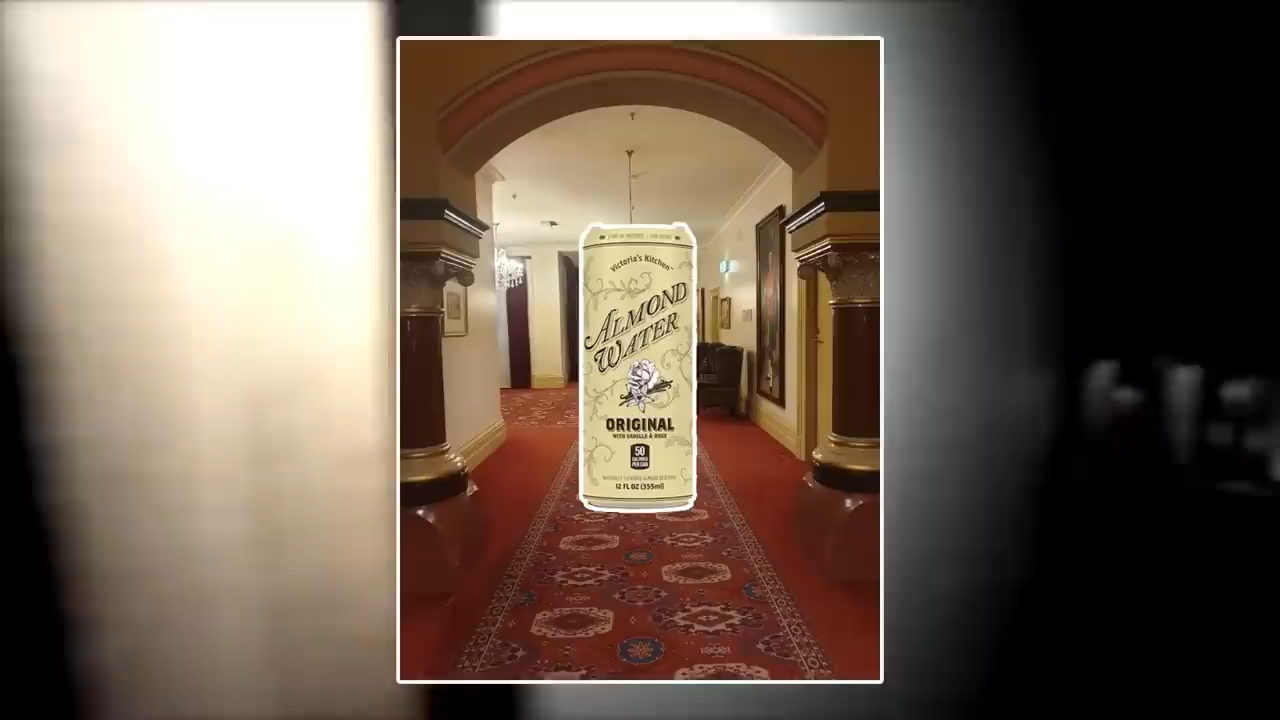 Victoria's Kitchen
ALMOND
WATER
ORIGINAL
WITH VANILLA & ROSE
50
CALORIES
PER CAN
12 FL OZ (355ml)